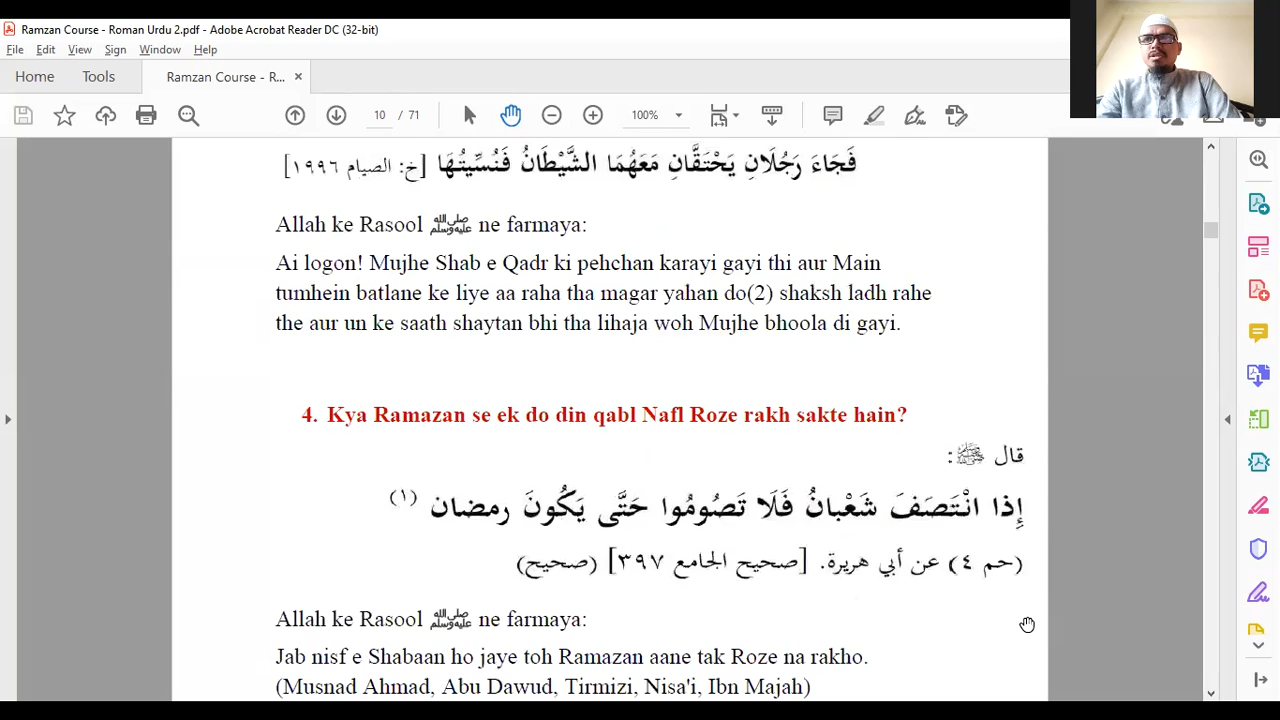 Ramzan Course - Roman Urdu 2.pdf - Adobe Acrobat Reader DC (32-bit)
File Edit View Sign Window Help
Home Tools Ramzan Course - R... ×
10 / 71 100%
فَجَاءَ رَجُلَانِ يَحْتَقَّانِ مَعَهُمَا الشَّيْطَانُ فَنُسِّيتُهَا [خ: الصيام ١٩٩٦]
Allah ke Rasool ﷺ ne farmaya:
Ai logon! Mujhe Shab e Qadr ki pehchan karayi gayi thi aur Main
tumhein batlane ke liye aa raha tha magar yahan do(2) shaksh ladh rahe
the aur un ke saath shaytan bhi tha lihaja woh Mujhe bhoola di gayi.
4. Kya Ramazan se ek do din qabl Nafl Roze rakh sakte hain?
قال ﷺ:
إِذا انْتَصَفَ شَعْبانُ فَلَا تَصُومُوا حَتَّى يَكُونَ رمضان (١)
(حم ٤) عن أبي هريرة. [صحيح الجامع ٣٩٧] (صحيح)
Allah ke Rasool ﷺ ne farmaya:
Jab nisf e Shabaan ho jaye toh Ramazan aane tak Roze na rakho.
(Musnad Ahmad, Abu Dawud, Tirmizi, Nisa'i, Ibn Majah)